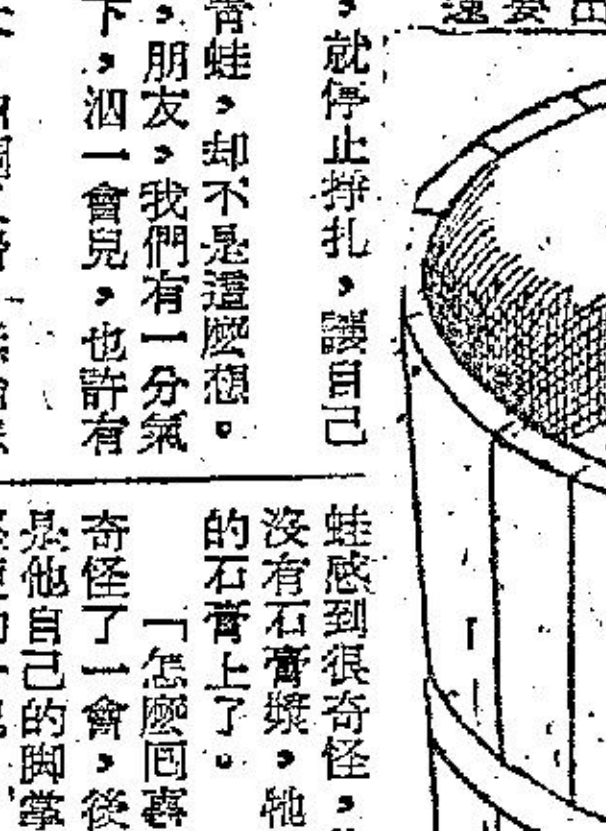 ，就停止掙扎，讓自己
青蛙，却不是這麼想。
，朋友，我們有一分氣
下，泅一會兒，也許有
蛙感到很奇怪，
沒有石膏漿，牠
的石膏上了。
「怎麼回事
奇怪了一會，後
是他自己的脚掌